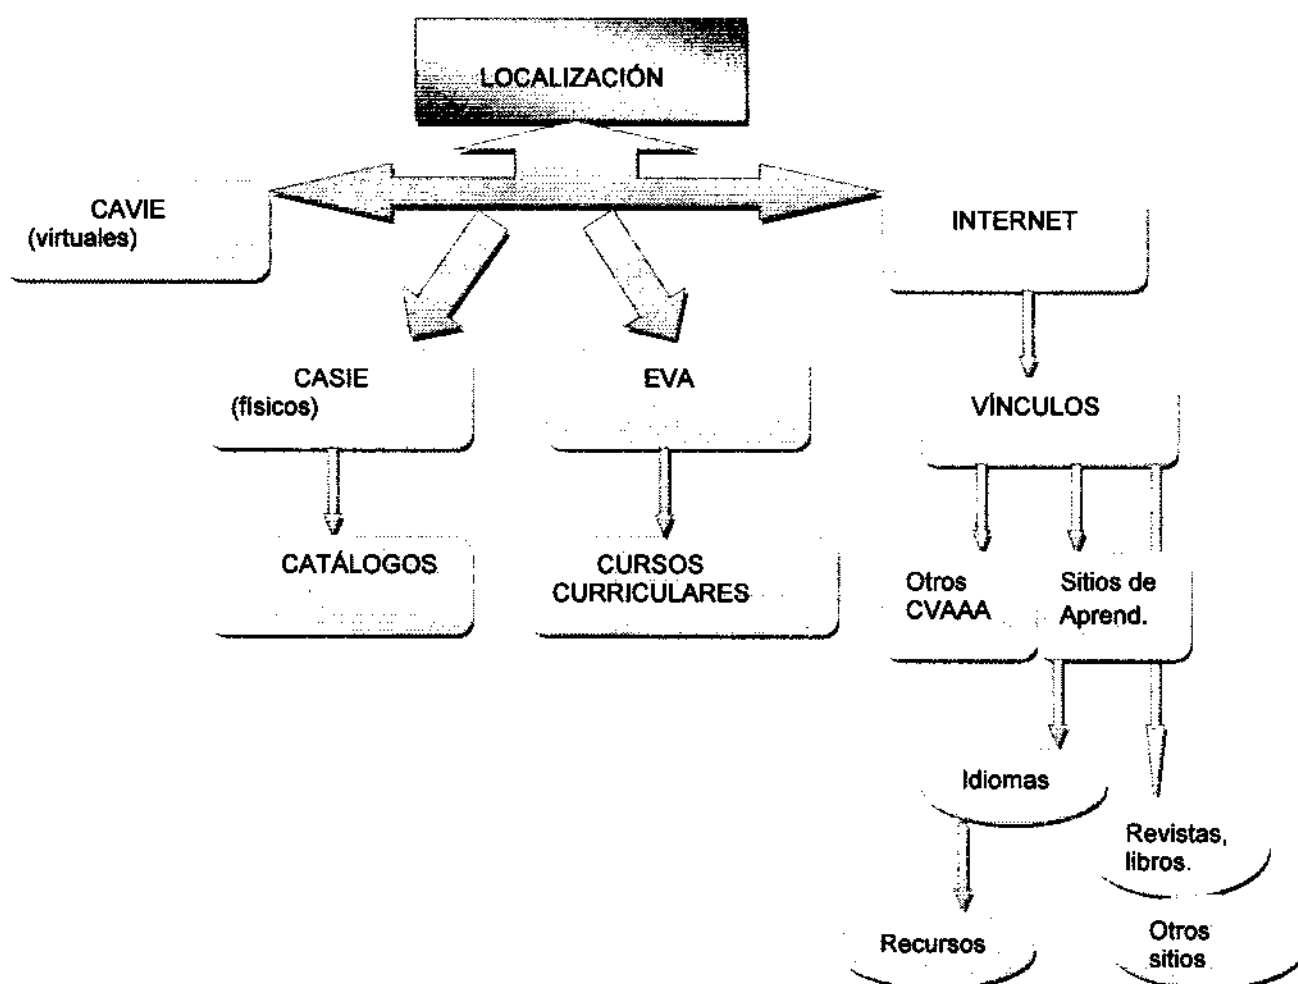 LOCALIZACIÓN
CAVIE
(virtuales)
INTERNET
CASIE
(físicos)
EVA
VÍNCULOS
CATÁLOGOS
CURSOS
CURRICULARES
Otros
CVAAA
Sitios de
Aprend.
Idiomas
Revistas,
libros.
Recursos
Otros
sitios